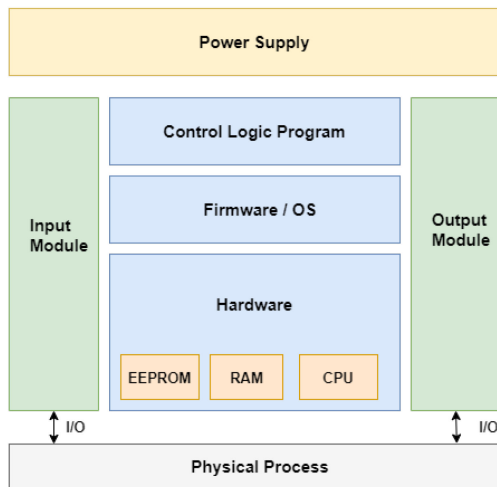 Power Supply
Control Logic Program
Firmware / OS
Input
Module
Output
Module
Hardware
EEPROM
RAM
CPU
I/O
I/O
Physical Process